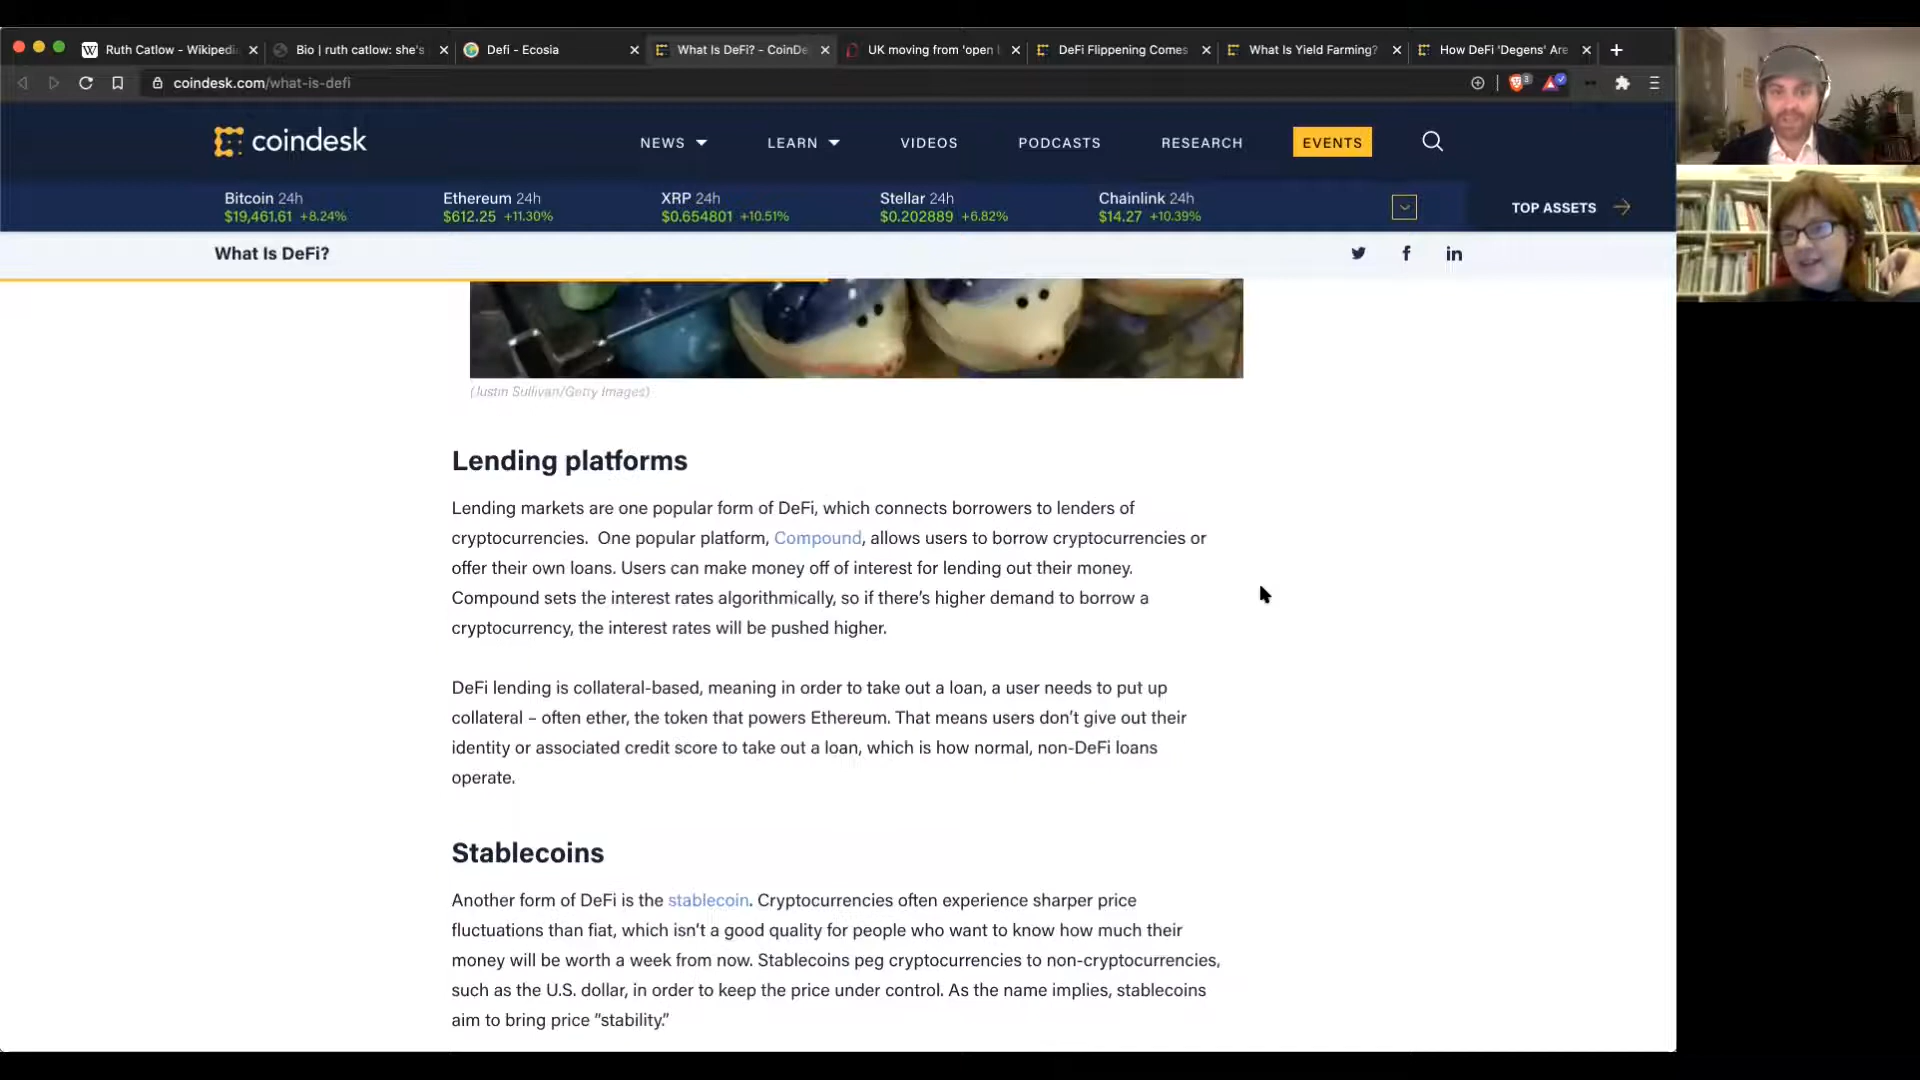 Ruth Catlow - Wikipedi
Bio | ruth catlow: she's
Defi - Ecosia
What Is DeFi? - CoinDe
UK moving from 'open
DeFi Flippening Comes
What Is Yield Farming?
How DeFi 'Degens' Are
coindesk.com/what-is-defi
3
coindesk
NEWS
LEARN
VIDEOS
PODCASTS
RESEARCH
EVENTS
Bitcoin 24h
$19,461.61 +8.24%
Ethereum 24h
$612.25 +11.30%
XRP 24h
$0.654801 +10.51%
Stellar 24h
$0.202889 +6.82%
Chainlink 24h
$14.27 +10.39%
TOP ASSETS
What Is DeFi?
(Justin Sullivan/Getty Images)
Lending platforms
Lending markets are one popular form of DeFi, which connects borrowers to lenders of
cryptocurrencies. One popular platform, Compound, allows users to borrow cryptocurrencies or
offer their own loans. Users can make money off of interest for lending out their money.
Compound sets the interest rates algorithmically, so if there's higher demand to borrow a
cryptocurrency, the interest rates will be pushed higher.
DeFi lending is collateral-based, meaning in order to take out a loan, a user needs to put up
collateral – often ether, the token that powers Ethereum. That means users don't give out their
identity or associated credit score to take out a loan, which is how normal, non-DeFi loans
operate.
Stablecoins
Another form of DeFi is the stablecoin. Cryptocurrencies often experience sharper price
fluctuations than fiat, which isn't a good quality for people who want to know how much their
money will be worth a week from now. Stablecoins peg cryptocurrencies to non-cryptocurrencies,
such as the U.S. dollar, in order to keep the price under control. As the name implies, stablecoins
aim to bring price "stability."